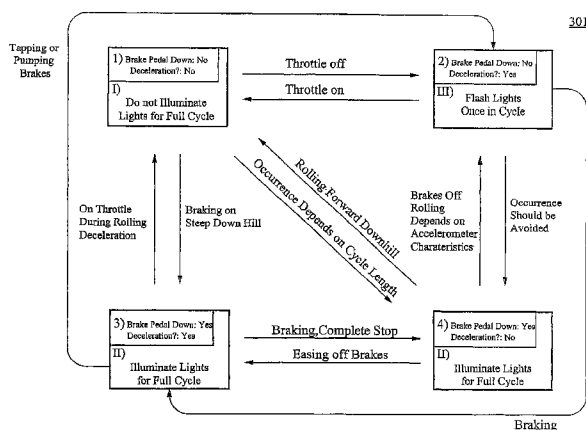 301
Tapping or
Pumping
Brakes
1) Brake Pedal Down: No
Deceleration?: No
I)
Do not Illuminate
Lights for Full Cycle
Throttle off
Throttle on
2) Brake Pedal Down: No
Deceleration?: Yes
III)
Flash Lights
Once in Cycle
On Throttle
During Rolling
Deceleration
Braking on
Steep Down Hill
Rolling Forward Downhill
Occurrence Depends on Cycle Length
Brakes Off
Rolling
Depends on
Accelerometer
Charateristics
Occurrence
Should be
Avoided
3) Brake Pedal Down: Yes
Deceleration?: Yes
II)
Illuminate Lights
for Full Cycle
Braking,Complete Stop
Easing off Brakes
4) Brake Pedal Down: Yes
Deceleration?: No
II)
Illuminate Lights
for Full Cycle
Braking